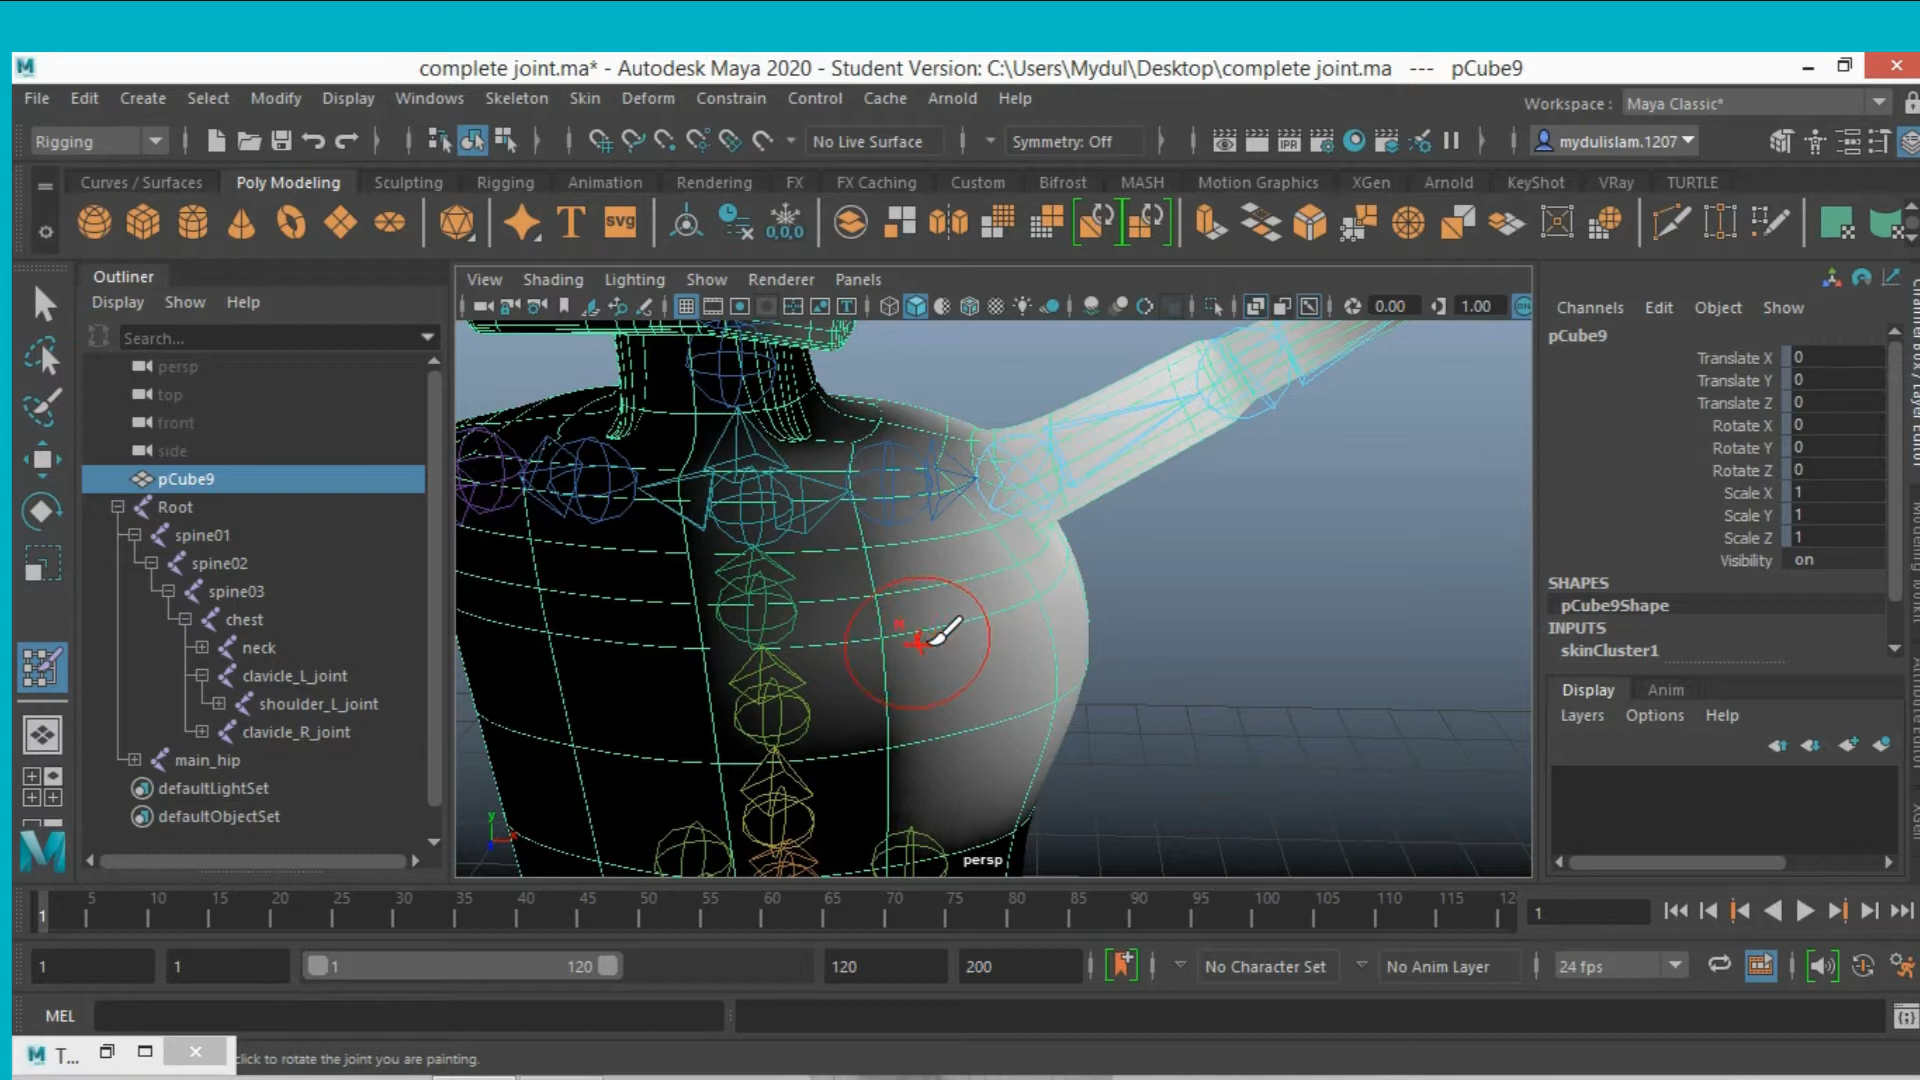 complete joint.ma* - Autodesk Maya 2020 - Student Version: C:\Users\Mydul\Desktop\complete joint.ma --- pCube9
File Edit Create Select Modify Display Windows Skeleton Skin Deform Constrain Control Cache Arnold Help
Workspace : Maya Classic*
Rigging No Live Surface Symmetry: Off IPR mydulislam.1207
Curves / Surfaces Poly Modeling Sculpting Rigging Animation Rendering FX FX Caching Custom Bifrost MASH Motion Graphics XGen Arnold KeyShot VRay TURTLE
T svg 0,0,0
Outliner
Display Show Help
Search...
persp
top
front
side
pCube9
Root
spine01
spine02
spine03
chest
neck
clavicle_L_joint
shoulder_L_joint
clavicle_R_joint
main_hip
defaultLightSet
defaultObjectSet
View Shading Lighting Show Renderer Panels
0.00 1.00 ON
M
y
persp
Channels Edit Object Show
pCube9
Translate X 0
Translate Y 0
Translate Z 0
Rotate X 0
Rotate Y 0
Rotate Z 0
Scale X 1
Scale Y 1
Scale Z 1
Visibility on
SHAPES
pCube9Shape
INPUTS
skinCluster1
Display Anim
Layers Options Help
5 10 15 20 25 30 35 40 45 50 55 60 65 70 75 80 85 90 95 100 105 110 115 12
1 1
1 1 1 120 120 200 No Character Set No Anim Layer 24 fps
MEL
T...
click to rotate the joint you are painting.